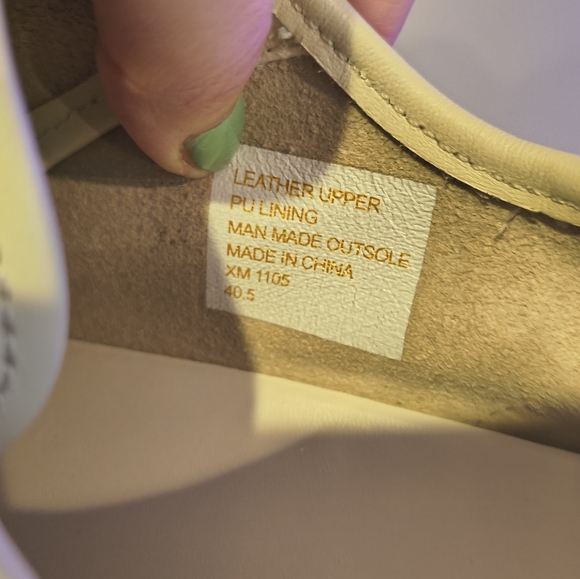 LEATHER UPPER
PU LINING
MAN MADE OUTSOLE
MADE IN CHINA
XM 1105
40.5